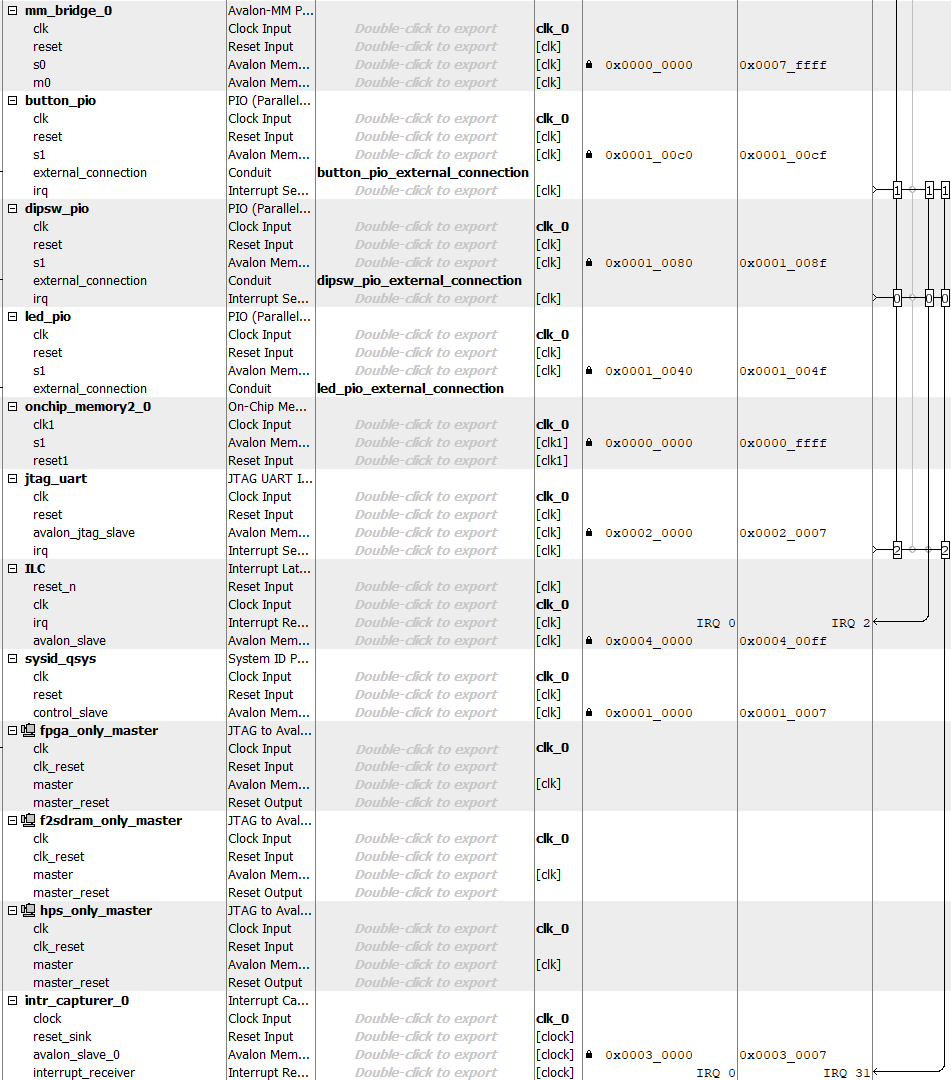 mm_bridge_0 Avalon-MM P...
clk Clock Input Double-click to export clk_0
reset Reset Input Double-click to export [clk]
s0 Avalon Mem... Double-click to export [clk] 0x0000_0000 0x0007_ffff
m0 Avalon Mem... Double-click to export [clk]
button_pio PIO (Parallel...
clk Clock Input Double-click to export clk_0
reset Reset Input Double-click to export [clk]
s1 Avalon Mem... Double-click to export [clk] 0x0001_00c0 0x0001_00cf
external_connection Conduit button_pio_external_connection
irq Interrupt Se... Double-click to export [clk] 1 1 1
dipsw_pio PIO (Parallel...
clk Clock Input Double-click to export clk_0
reset Reset Input Double-click to export [clk]
s1 Avalon Mem... Double-click to export [clk] 0x0001_0080 0x0001_008f
external_connection Conduit dipsw_pio_external_connection
irq Interrupt Se... Double-click to export [clk] 0 0 0
led_pio PIO (Parallel...
clk Clock Input Double-click to export clk_0
reset Reset Input Double-click to export [clk]
s1 Avalon Mem... Double-click to export [clk] 0x0001_0040 0x0001_004f
external_connection Conduit led_pio_external_connection
onchip_memory2_0 On-Chip Me...
clk1 Clock Input Double-click to export clk_0
s1 Avalon Mem... Double-click to export [clk1] 0x0000_0000 0x0000_ffff
reset1 Reset Input Double-click to export [clk1]
jtag_uart JTAG UART I...
clk Clock Input Double-click to export clk_0
reset Reset Input Double-click to export [clk]
avalon_jtag_slave Avalon Mem... Double-click to export [clk] 0x0002_0000 0x0002_0007
irq Interrupt Se... Double-click to export [clk] 2 2
ILC Interrupt Lat...
reset_n Reset Input Double-click to export [clk]
clk Clock Input Double-click to export clk_0
irq Interrupt Re... Double-click to export [clk] IRQ 0 IRQ 2
avalon_slave Avalon Mem... Double-click to export [clk] 0x0004_0000 0x0004_00ff
sysid_qsys System ID P...
clk Clock Input Double-click to export clk_0
reset Reset Input Double-click to export [clk]
control_slave Avalon Mem... Double-click to export [clk] 0x0001_0000 0x0001_0007
fpga_only_master JTAG to Aval...
clk Clock Input Double-click to export clk_0
clk_reset Reset Input Double-click to export
master Avalon Mem... Double-click to export [clk]
master_reset Reset Output Double-click to export
f2sdram_only_master JTAG to Aval...
clk Clock Input Double-click to export clk_0
clk_reset Reset Input Double-click to export
master Avalon Mem... Double-click to export [clk]
master_reset Reset Output Double-click to export
hps_only_master JTAG to Aval...
clk Clock Input Double-click to export clk_0
clk_reset Reset Input Double-click to export
master Avalon Mem... Double-click to export [clk]
master_reset Reset Output Double-click to export
intr_capturer_0 Interrupt Ca...
clock Clock Input Double-click to export clk_0
reset_sink Reset Input Double-click to export [clock]
avalon_slave_0 Avalon Mem... Double-click to export [clock] 0x0003_0000 0x0003_0007
interrupt_receiver Interrupt Re... Double-click to export [clock] IRQ 0 IRQ 31